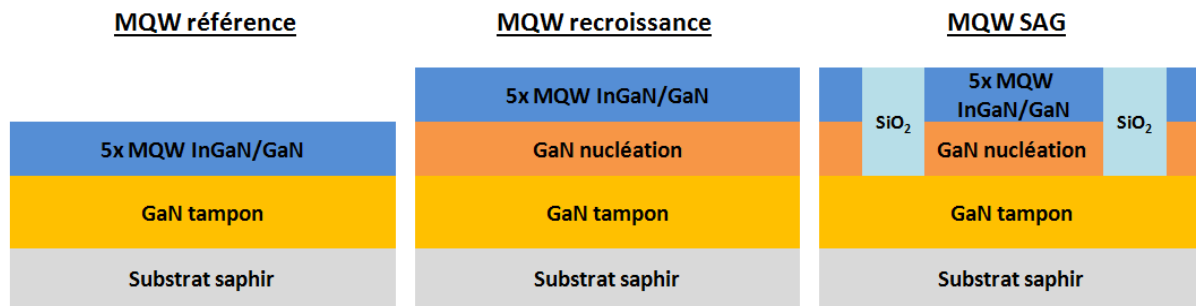 MQW référence
MQW recroissance
MQW SAG
5x MQW InGaN/GaN
GaN tampon
Substrat saphir
5x MQW InGaN/GaN
GaN nucléation
GaN tampon
Substrat saphir
5x MQW
InGaN/GaN
SiO₂
SiO₂
GaN nucléation
GaN tampon
Substrat saphir